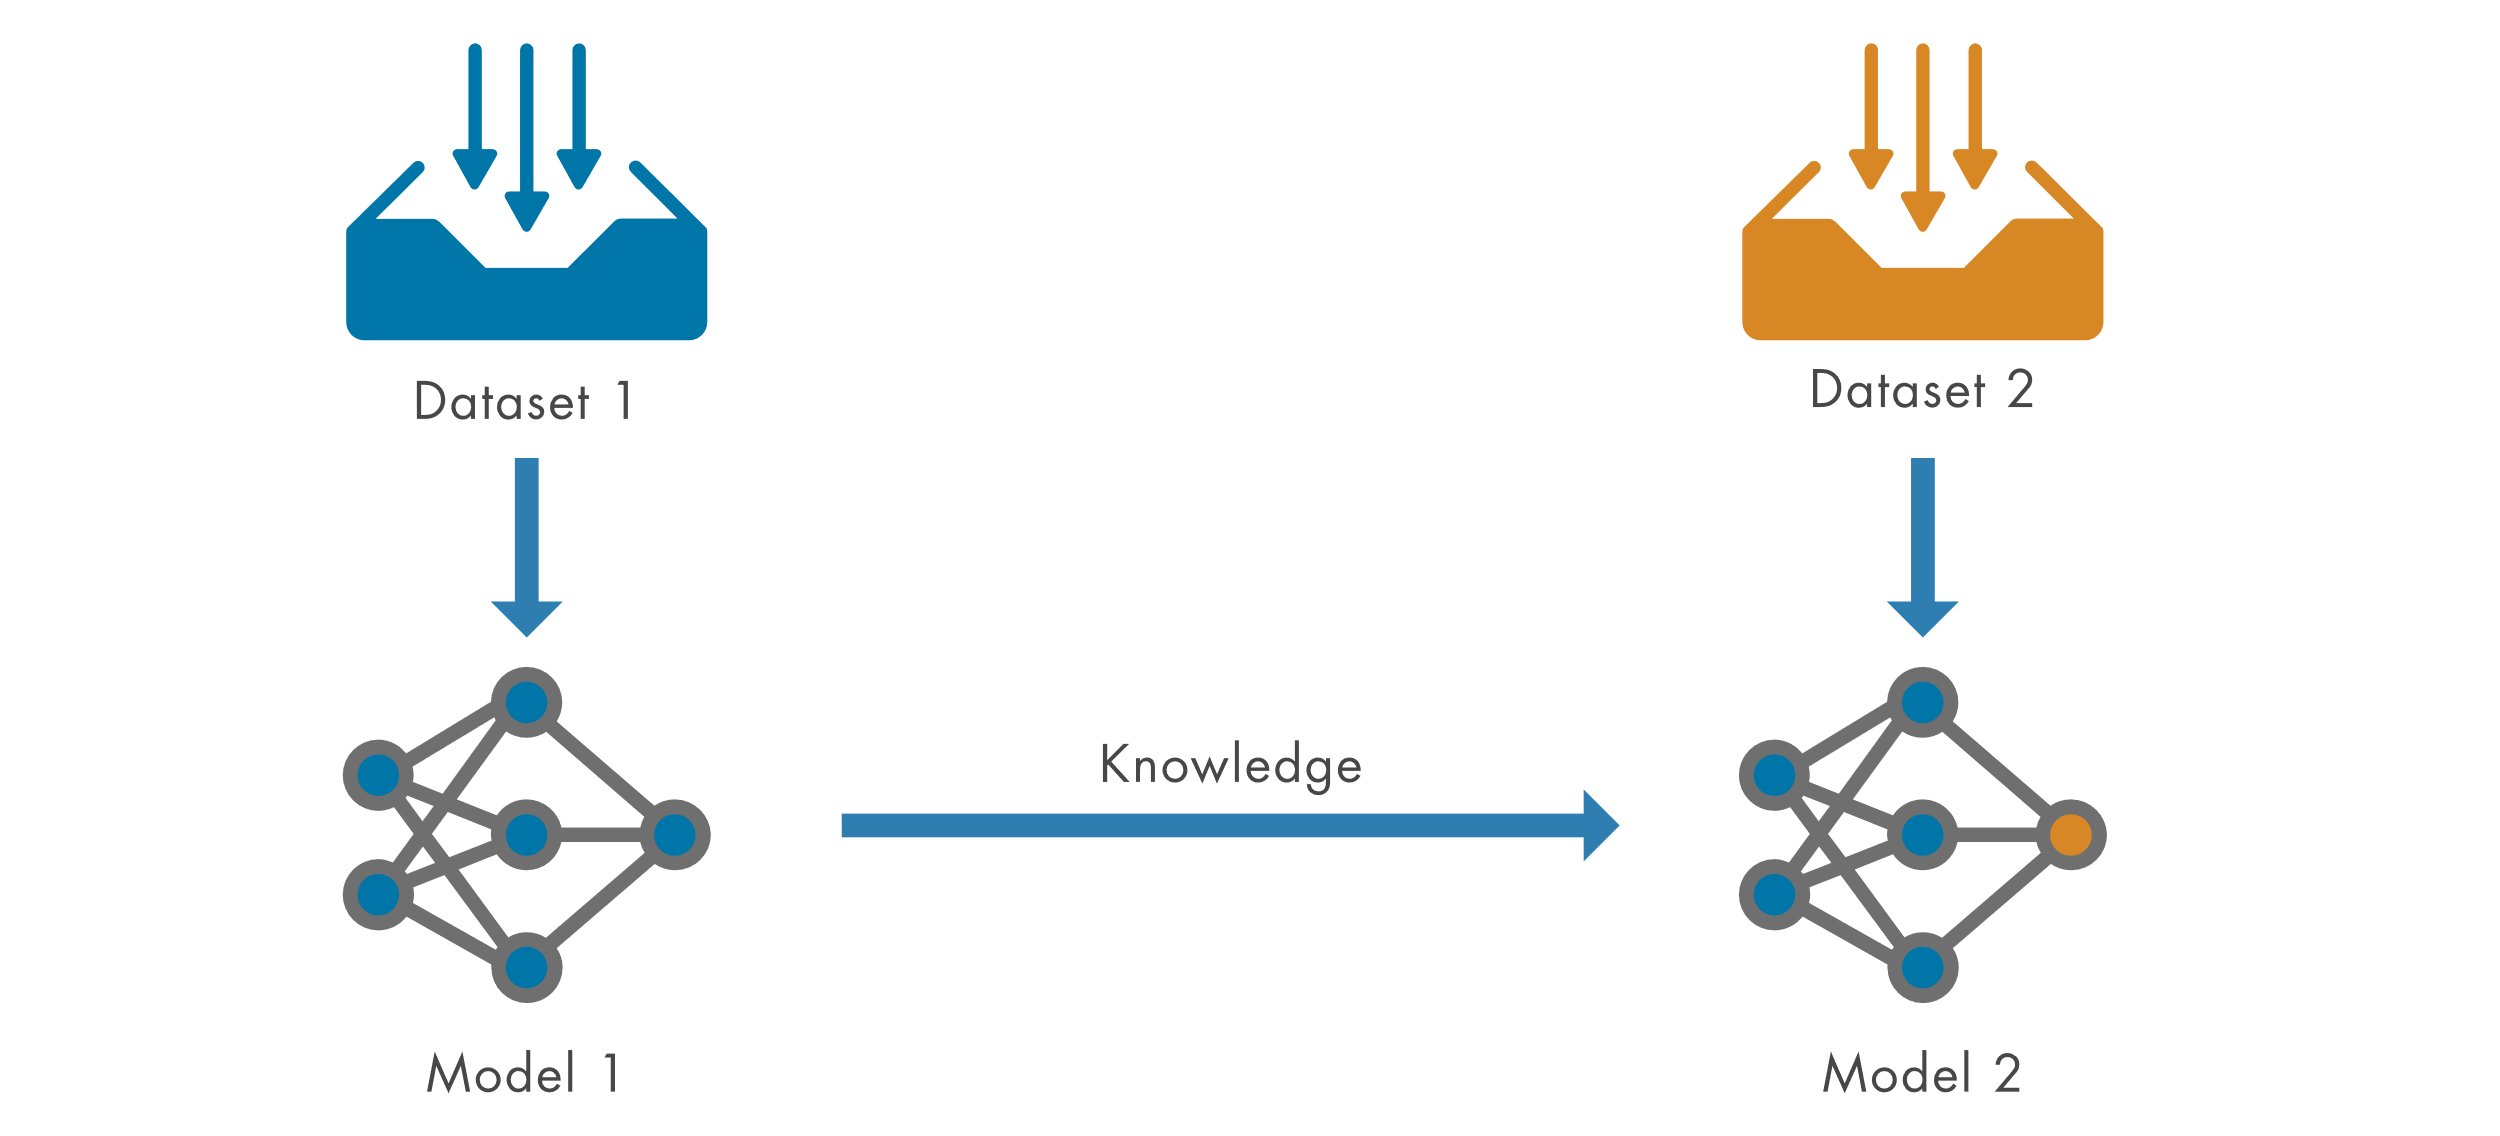 Dataset 1
Dataset 2
Knowledge
Model 1
Model 2